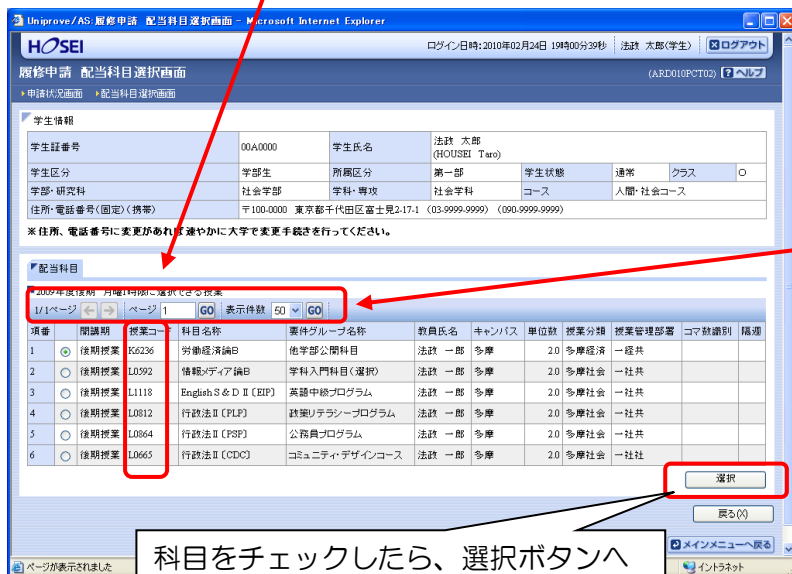 Uniprove/AS:履修申請 配当科目選択画面 - Microsoft Internet Explorer
HOSEI ログイン日時:2010年02月24日 19時00分39秒 法政 太郎(学生) ログアウト
履修申請 配当科目選択画面 (ARD010PCT02) ? ヘルプ
申請状況画面 配当科目選択画面
学生情報
学生証番号 00A0000 学生氏名 法政 太郎
(HOUSEI Taro)
学生区分 学部生 所属区分 第一部 学生状態 通常 クラス O
学部・研究科 社会学部 学科・専攻 社会学科 コース 人間・社会コース
住所・電話番号(固定)(携帯) 〒100-0000 東京都千代田区富士見2-17-1 (03-9999-9999) (090-9999-9999)
※住所、電話番号に変更があれば速やかに大学で変更手続きを行ってください。
配当科目
2009年度後期 月曜1時限に選択できる授業
1/1ページ ページ 1 GO 表示件数 50 GO
項番 開講期 授業コード 科目名称 要件グループ名称 教員氏名 キャンパス 単位数 授業分類 授業管理部署 コマ数識別 隔週
1 後期授業 K6236 労働経済論B 他学部公開科目 法政 一郎 多摩 2.0 多摩経済 一経共
2 後期授業 L0592 情報メディア論B 学科入門科目(選択) 法政 一郎 多摩 2.0 多摩社会 一社共
3 後期授業 L1118 English S & D II [EIP] 英語中級プログラム 法政 一郎 多摩 2.0 多摩社会 一社共
4 後期授業 L0812 行政法II [PLP] 政策リテラシープログラム 法政 一郎 多摩 2.0 多摩社会 一社共
5 後期授業 L0864 行政法II [PSP] 公務員プログラム 法政 一郎 多摩 2.0 多摩社会 一社共
6 後期授業 L0665 行政法II [CDC] コミュニティ・デザインコース 法政 一郎 多摩 2.0 多摩社会 一社社
選択
戻る(X)
メインメニューへ戻る
科目をチェックしたら、選択ボタンへ
ページが表示されました イントラネット